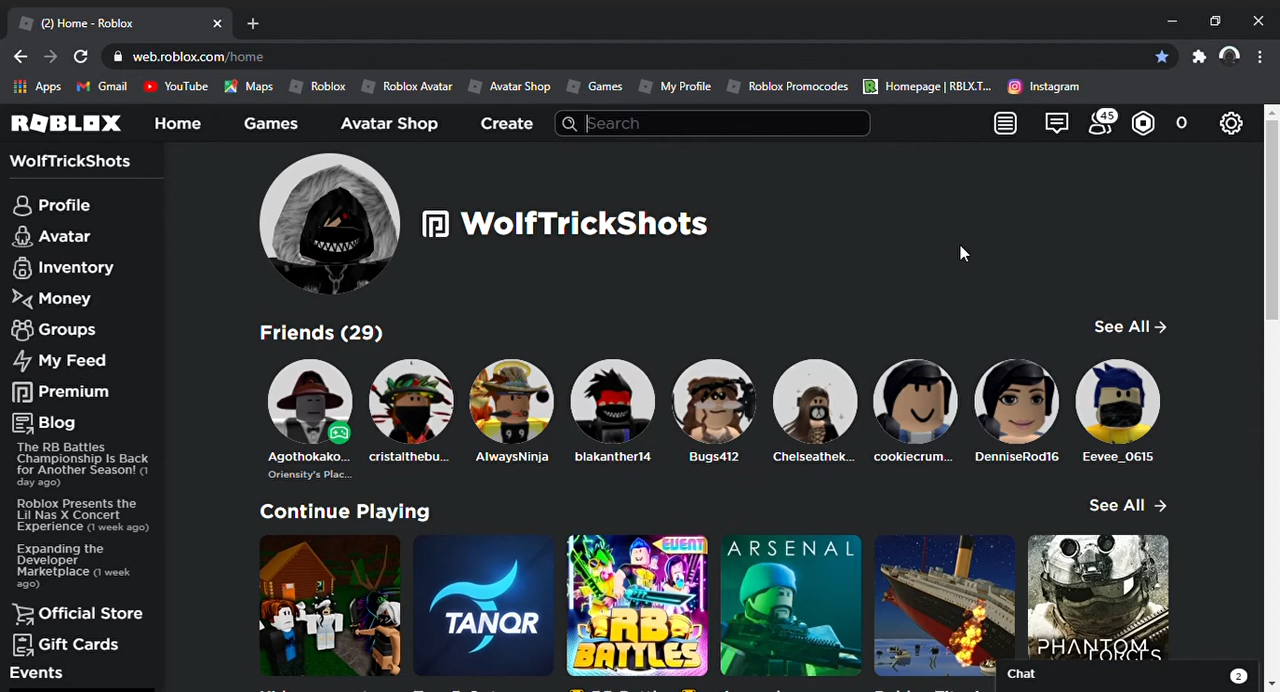 (2) Home - Roblox
web.roblox.com/home
Apps Gmail YouTube Maps Roblox Roblox Avatar Avatar Shop Games My Profile Roblox Promocodes Homepage | RBLX.T... Instagram
ROBLOX Home Games Avatar Shop Create Search 45 0
WolfTrickShots
Profile
Avatar
Inventory
Money
Groups
My Feed
Premium
Blog
The RB Battles
Championship Is Back
for Another Season! (1
day ago)
Roblox Presents the
Lil Nas X Concert
Experience (1 week ago)
Expanding the
Developer
Marketplace (1 week
ago)
Official Store
Gift Cards
Events
WolfTrickShots
Friends (29)
See All →
Agothokako... cristalthebu... AlwaysNinja blakanther14 Bugs412 Chelseathek... cookiecrum... DenniseRod16 Eevee_0615
Oriensity's Plac...
Continue Playing
See All →
TANQR
EVENT
RB
BATTLES
ARSENAL
PHANTOM
FORCES
Chat 2